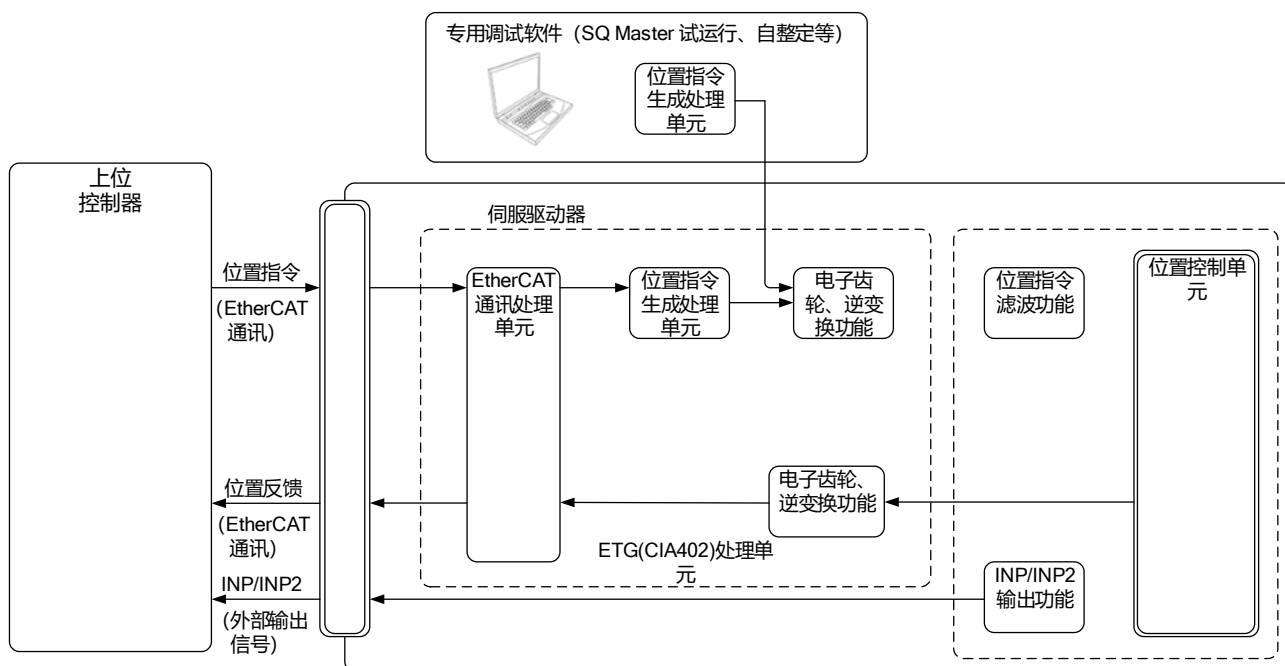 专用调试软件（SQ Master 试运行、自整定等）
位置指令
生成处理
单元
上位
控制器
伺服驱动器
位置指令
(EtherCAT
通讯)
EtherCAT
通讯处理
单元
位置指令
生成处理
单元
电子齿
轮、逆变
换功能
位置指令
滤波功能
位置控制单
元
位置反馈
(EtherCAT
通讯)
电子齿轮、
逆变换功能
ETG(CIA402)处理单
元
INP/INP2
(外部输出
信号)
INP/INP2
输出功能